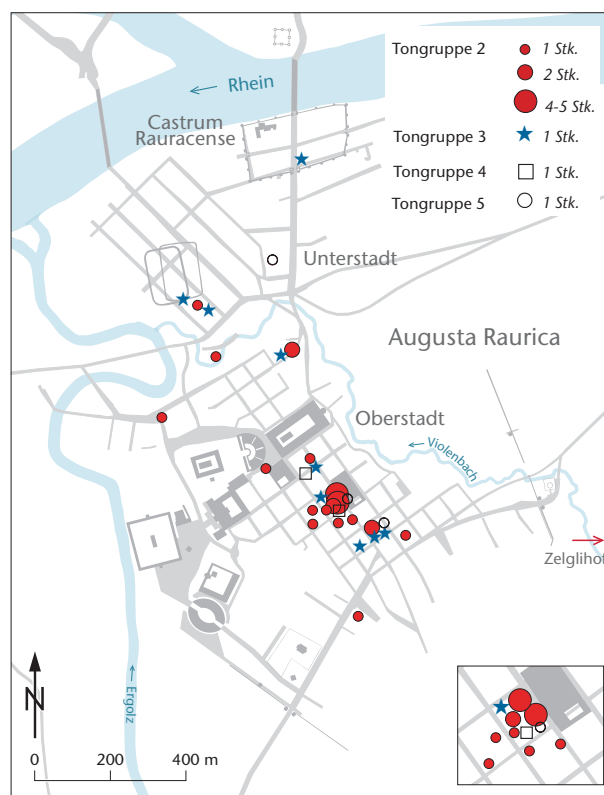 Tongruppe 2
1 Stk.
2 Stk.
4-5 Stk.
Tongruppe 3
1 Stk.
Tongruppe 4
1 Stk.
Tongruppe 5
1 Stk.
Rhein
Castrum
Rauracense
Unterstadt
Augusta Raurica
Oberstadt
Violenbach
Zelglihof
Ergolz
N
0 200 400 m